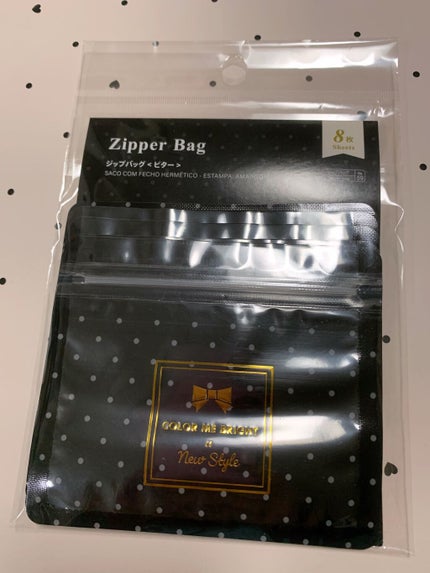 Zipper Bag
8枚
Sheets
ジップバッグ<ビター>
SACO COM FECHO HERMÉTICO - ESTAMPA
COLOR ME BRIGHT
a
New Style